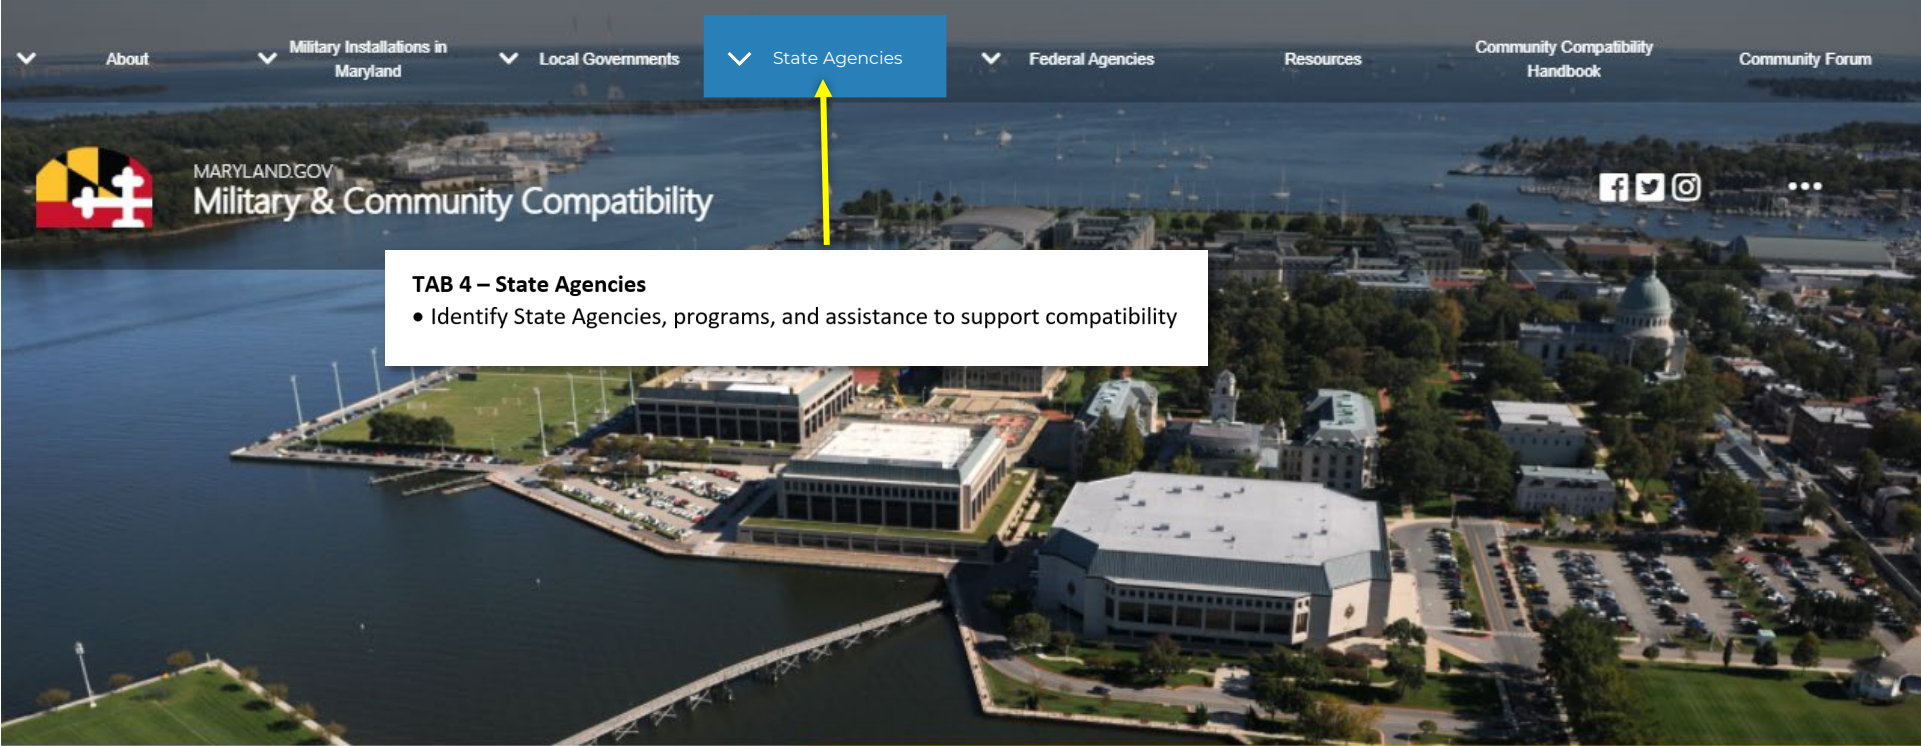 About
Military Installations in
Maryland
Local Governments
State Agencies
Federal Agencies
Resources
Community Compatibility
Handbook
Community Forum
MARYLAND.GOV
Military & Community Compatibility
TAB 4 – State Agencies
• Identify State Agencies, programs, and assistance to support compatibility